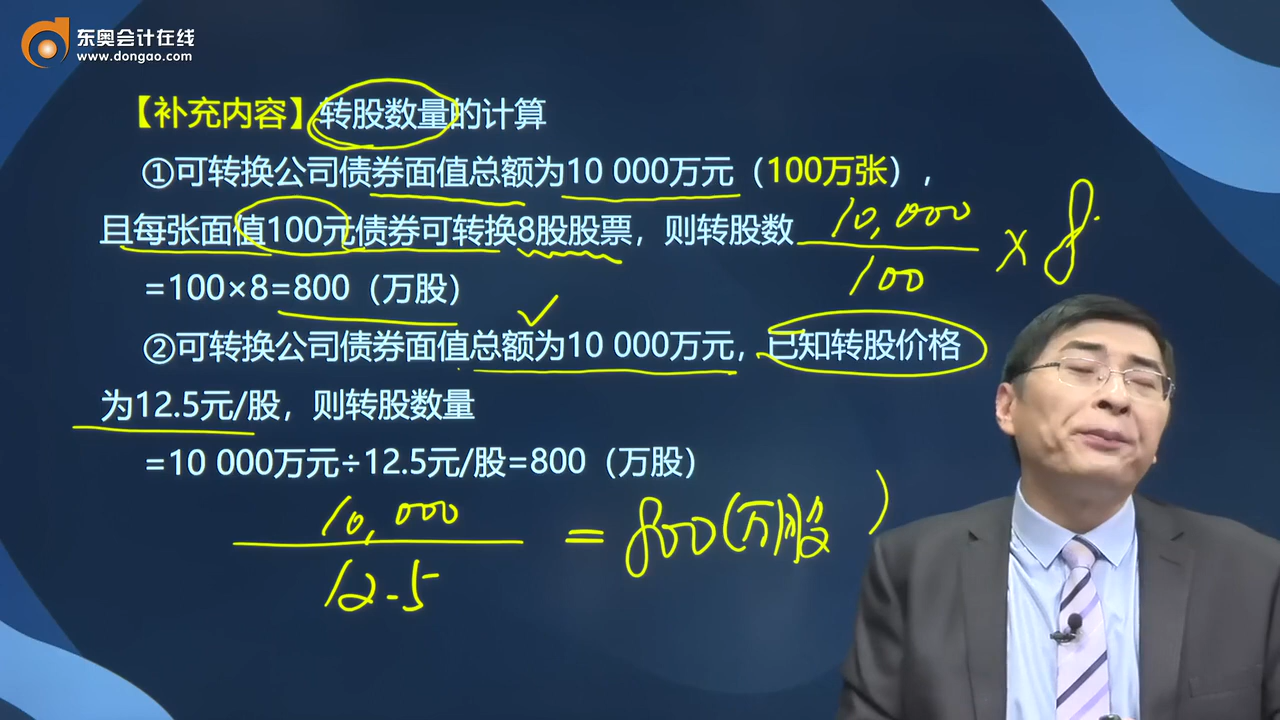 东奥会计在线
www.dongao.com
【补充内容】转股数量的计算
①可转换公司债券面值总额为10 000万元（100万张），
且每张面值100元债券可转换8股股票，则转股数
10,000
100
× 8
=100×8=800（万股）
②可转换公司债券面值总额为10 000万元，已知转股价格
为12.5元/股，则转股数量
=10 000万元÷12.5元/股=800（万股）
10,000
12.5
= 800(万股)